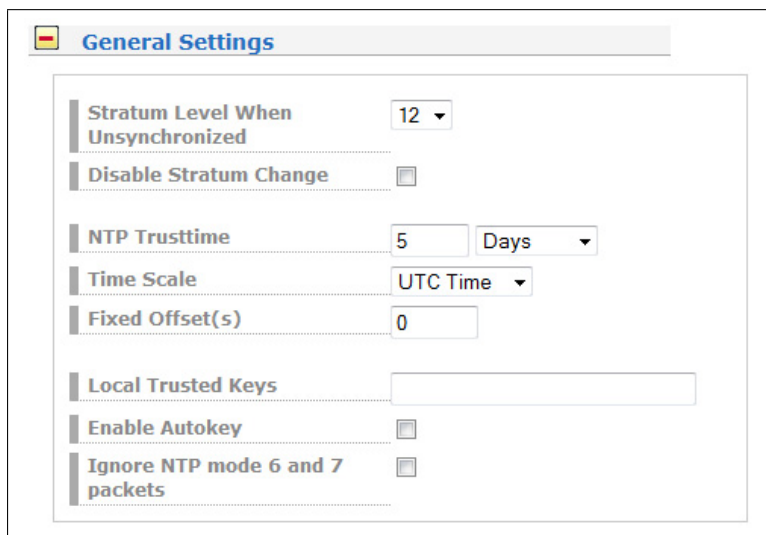 General Settings
Stratum Level When
Unsynchronized
12
Disable Stratum Change
NTP Trusttime
5
Days
Time Scale
UTC Time
Fixed Offset(s)
0
Local Trusted Keys
Enable Autokey
Ignore NTP mode 6 and 7
packets